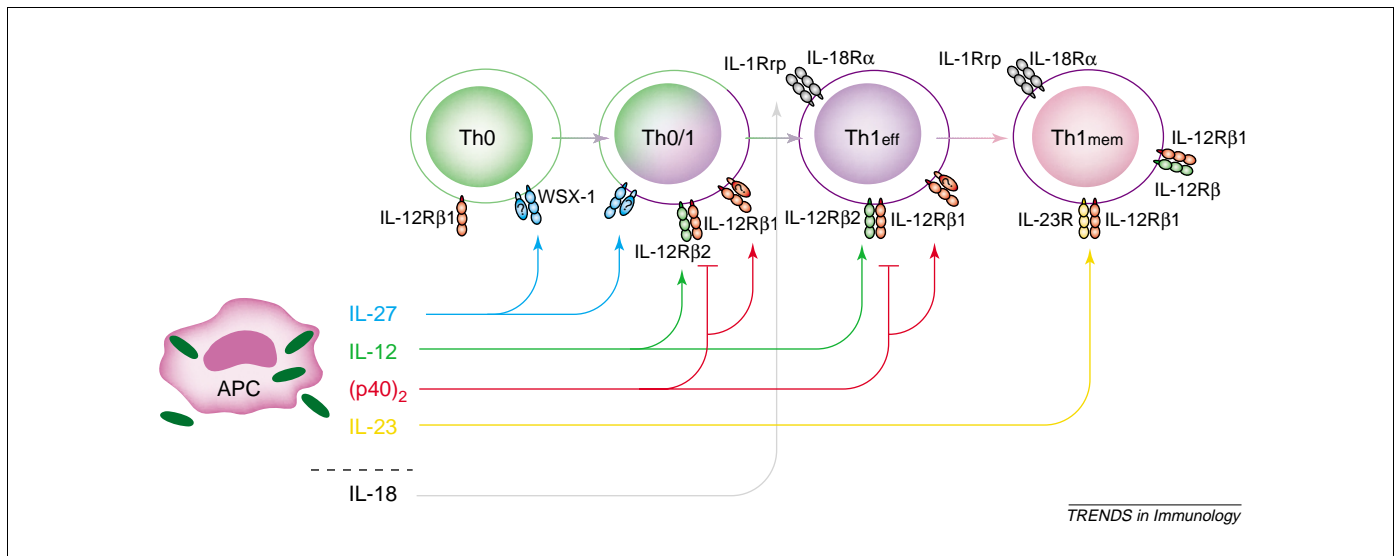 IL-1Rrp
IL-18Rα
IL-1Rrp
IL-18Rα
Th0
Th0/1
Th1eff
Th1mem
IL-12Rβ1
IL-12Rβ
IL-12Rβ1
WSX-1
?
?
?
?
IL-12Rβ2
IL-12Rβ1
IL-12Rβ2
IL-12Rβ1
IL-23R
IL-12Rβ1
APC
IL-27
IL-12
(p40)2
IL-23
IL-18
TRENDS in Immunology